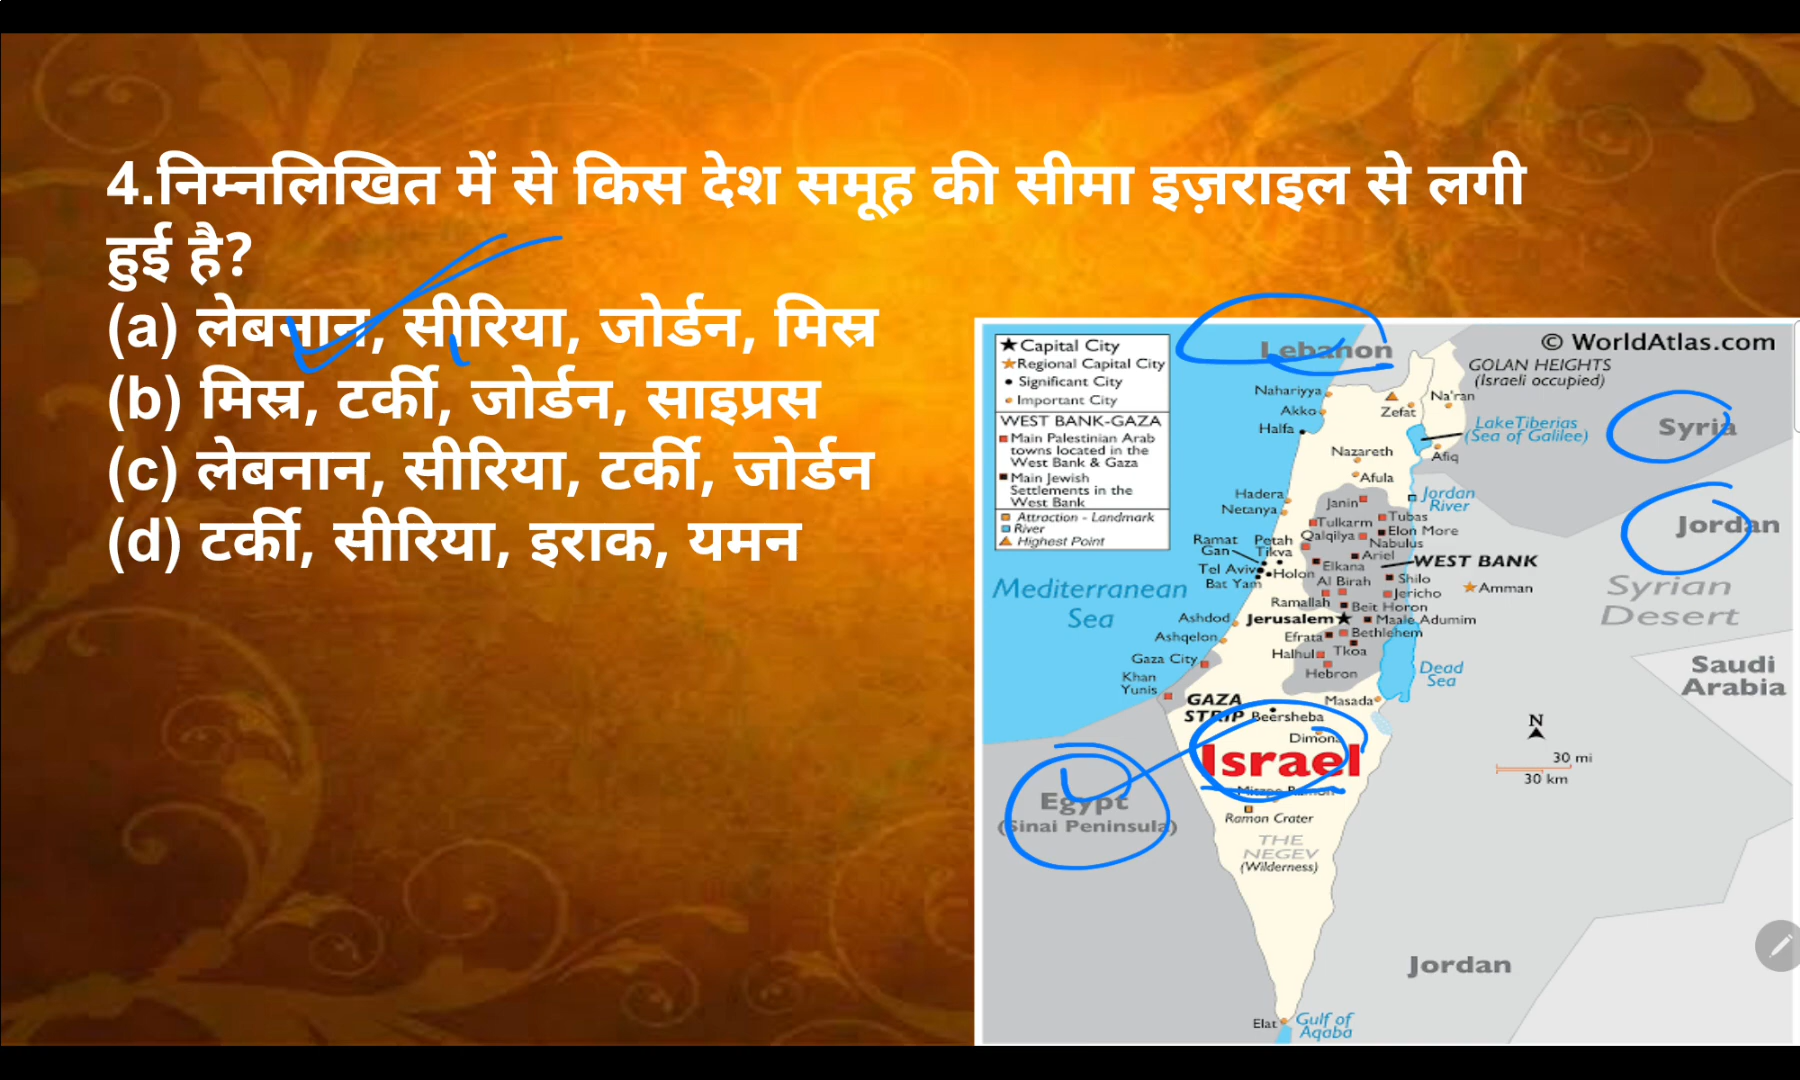 4.निम्नलिखित में से किस देश समूह की सीमा इज़राइल से लगी
हुई है?
(a) लेबनान, सीरिया, जोर्डन, मिस्र
(b) मिस्र, टर्की, जोर्डन, साइप्रस
(c) लेबनान, सीरिया, टर्की, जोर्डन
(d) टर्की, सीरिया, इराक, यमन
© WorldAtlas.com
Capital City
Regional Capital City
Significant City
Important City
WEST BANK-GAZA
Main Palestinian Arab
towns located in the
West Bank & Gaza
Main Jewish
Settlements in the
West Bank
Attraction - Landmark
River
Highest Point
Lebanon
GOLAN HEIGHTS
(Israeli occupied)
Nahariyya
Na'ran
Akko
Zefat
Haifa
Lake Tiberias
(Sea of Galilee)
Syria
Nazareth
Afiq
Afula
Hadera
Janin
Jordan
River
Netanya
Tulkarm
Tubas
Jordan
Elon More
Qalqilya
Nabulus
Ramat
Gan
Petah
Tikva
Ariel
WEST BANK
Tel Aviv
Holon
Elkana
Bat Yam
Al Birah
Shilo
Jericho
Amman
Syrian
Desert
Mediterranean
Sea
Ramallah
Beit Horon
Ashdod
Jerusalem
Maale Adumim
Ashqelon
Efrata
Bethlehem
Gaza City
Halhul
Tkoa
Hebron
Dead
Sea
Saudi
Arabia
Khan
Yunis
GAZA
STRIP
Masada
Beersheba
Dimona
N
Israel
30 mi
30 km
Mitzpe Ramon
Egypt
(Sinai Peninsula)
Ramon Crater
THE
NEGEV
(Wilderness)
Jordan
Elat
Gulf of
Aqaba